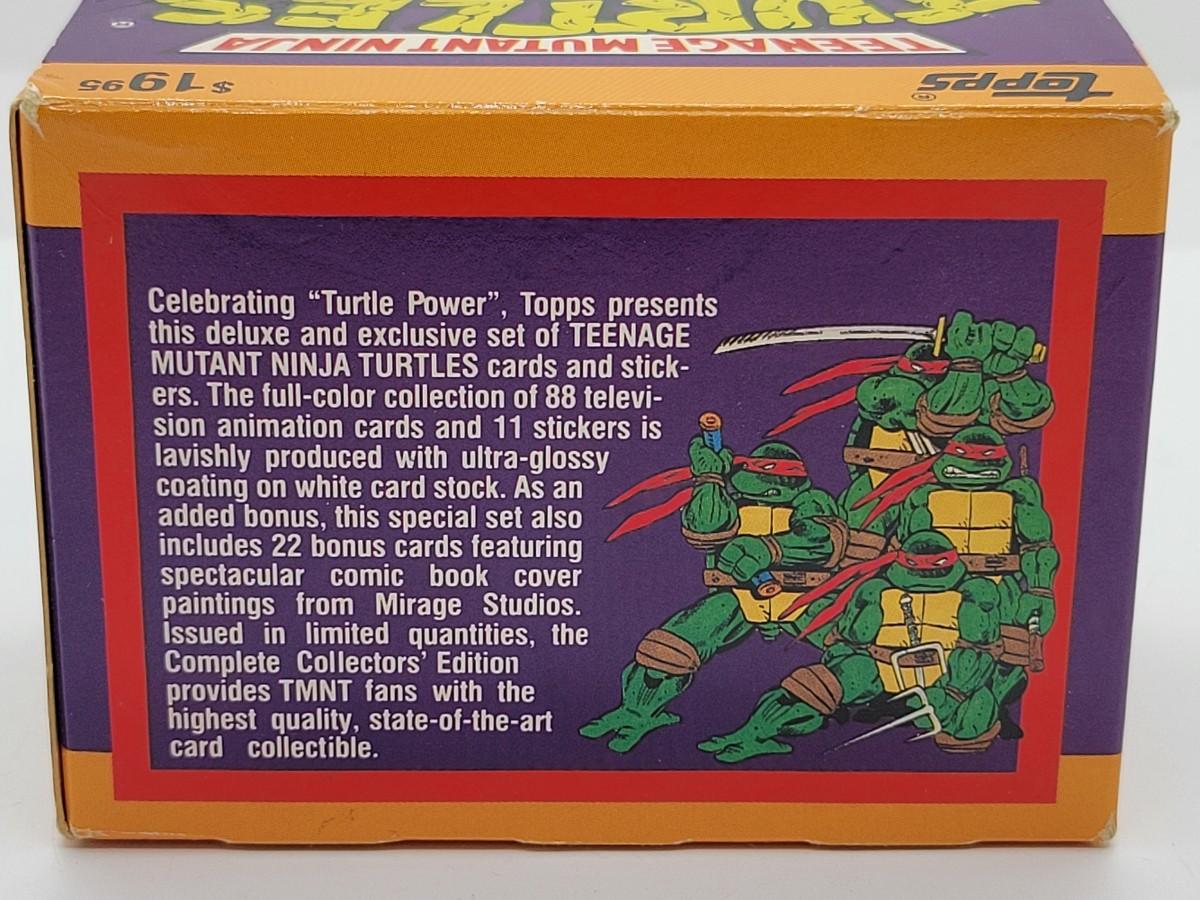 TURTLES®
TEENAGE MUTANT NINJA
$19.95
topps®
Celebrating “Turtle Power”, Topps presents
this deluxe and exclusive set of TEENAGE
MUTANT NINJA TURTLES cards and stick-
ers. The full-color collection of 88 televi-
sion animation cards and 11 stickers is
lavishly produced with ultra-glossy
coating on white card stock. As an
added bonus, this special set also
includes 22 bonus cards featuring
spectacular comic book cover
paintings from Mirage Studios.
Issued in limited quantities, the
Complete Collectors’ Edition
provides TMNT fans with the
highest quality, state-of-the-art
card collectible.